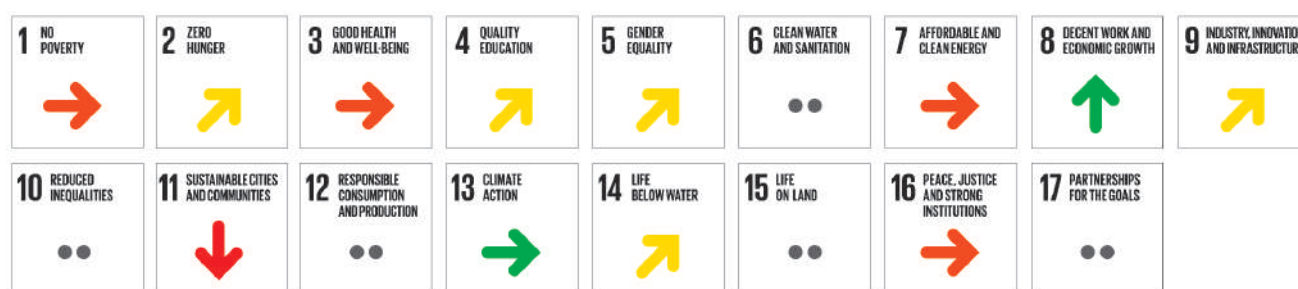 1 NO
POVERTY
2 ZERO
HUNGER
3 GOOD HEALTH
AND WELL-BEING
4 QUALITY
EDUCATION
5 GENDER
EQUALITY
6 CLEAN WATER
AND SANITATION
7 AFFORDABLE AND
CLEAN ENERGY
8 DECENT WORK AND
ECONOMIC GROWTH
9 INDUSTRY, INNOVATIO
AND INFRASTRUCTUR
10 REDUCED
INEQUALITIES
11 SUSTAINABLE CITIES
AND COMMUNITIES
12 RESPONSIBLE
CONSUMPTION
AND PRODUCTION
13 CLIMATE
ACTION
14 LIFE
BELOW WATER
15 LIFE
ON LAND
16 PEACE, JUSTICE
AND STRONG
INSTITUTIONS
17 PARTNERSHIPS
FOR THE GOALS